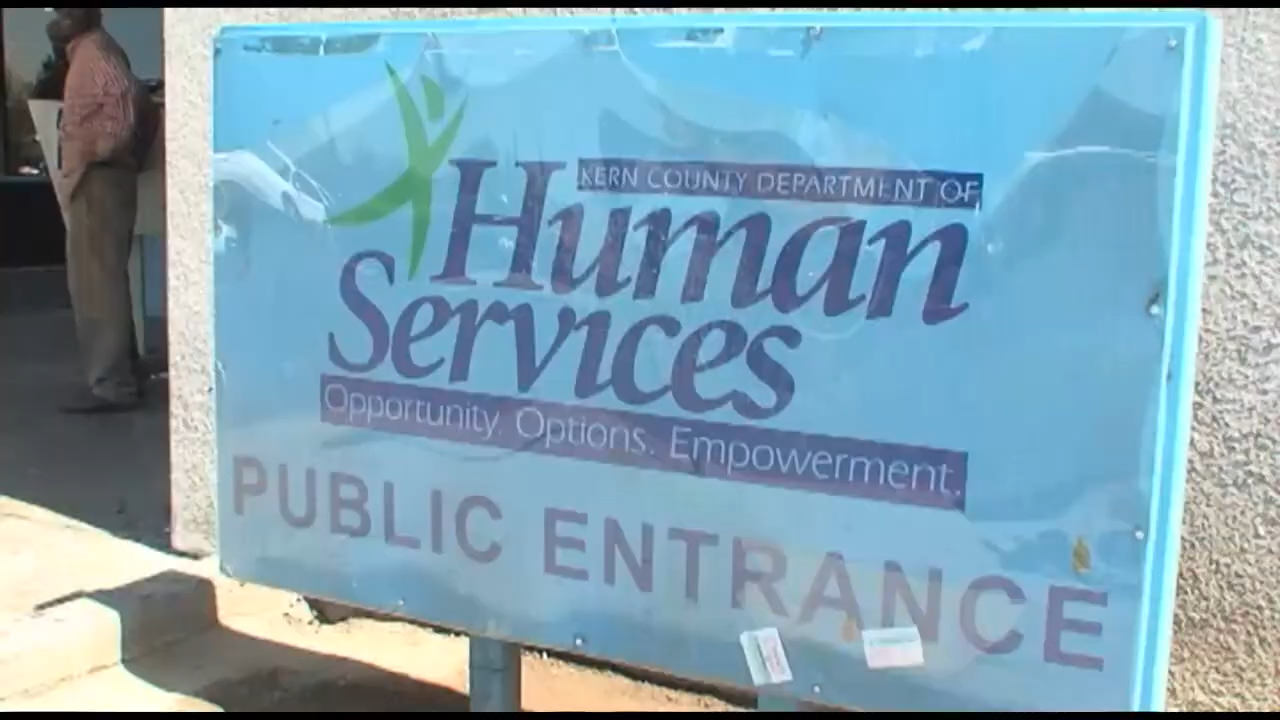 KERN COUNTY DEPARTMENT OF
Human
Services
Opportunity. Options. Empowerment.
PUBLIC ENTRANCE